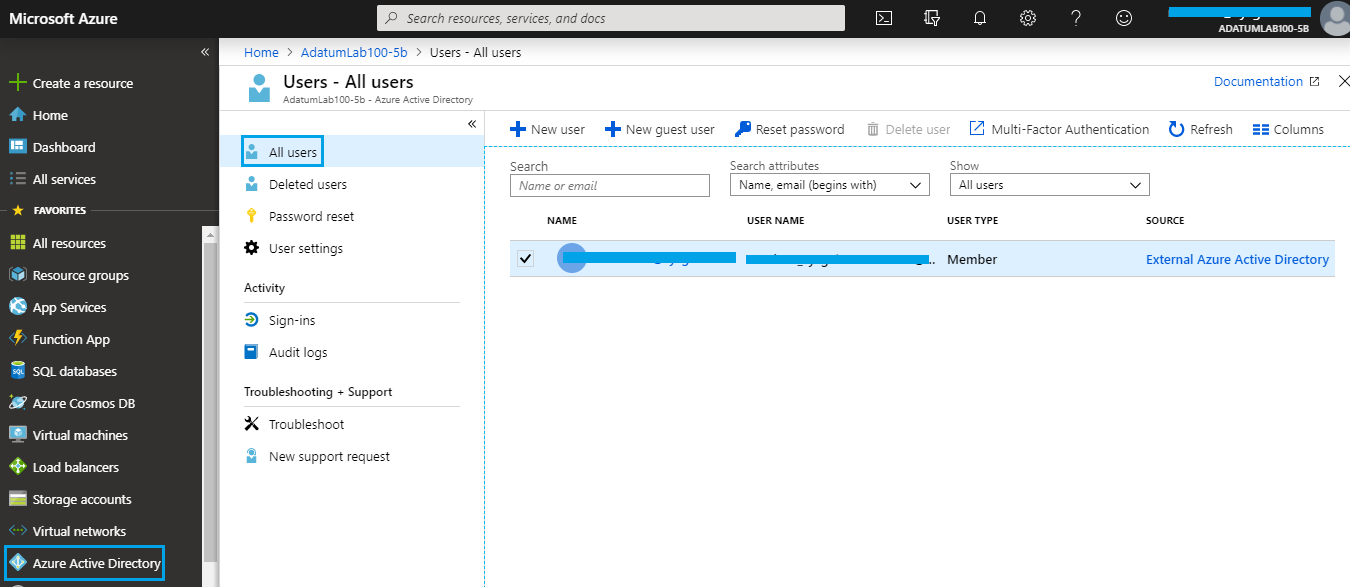 Microsoft Azure
Search resources, services, and docs
ADATUMLAB100-5B
Create a resource
Home
Dashboard
All services
FAVORITES
All resources
Resource groups
App Services
Function App
SQL databases
Azure Cosmos DB
Virtual machines
Load balancers
Storage accounts
Virtual networks
Azure Active Directory
Home > AdatumLab100-5b > Users - All users
Users - All users
AdatumLab100-5b - Azure Active Directory
Documentation
All users
Deleted users
Password reset
User settings
Activity
Sign-ins
Audit logs
Troubleshooting + Support
Troubleshoot
New support request
New user New guest user Reset password Delete user Multi-Factor Authentication Refresh Columns
Search Search attributes Show
Name or email Name, email (begins with) All users
NAME USER NAME USER TYPE SOURCE
... Member External Azure Active Directory